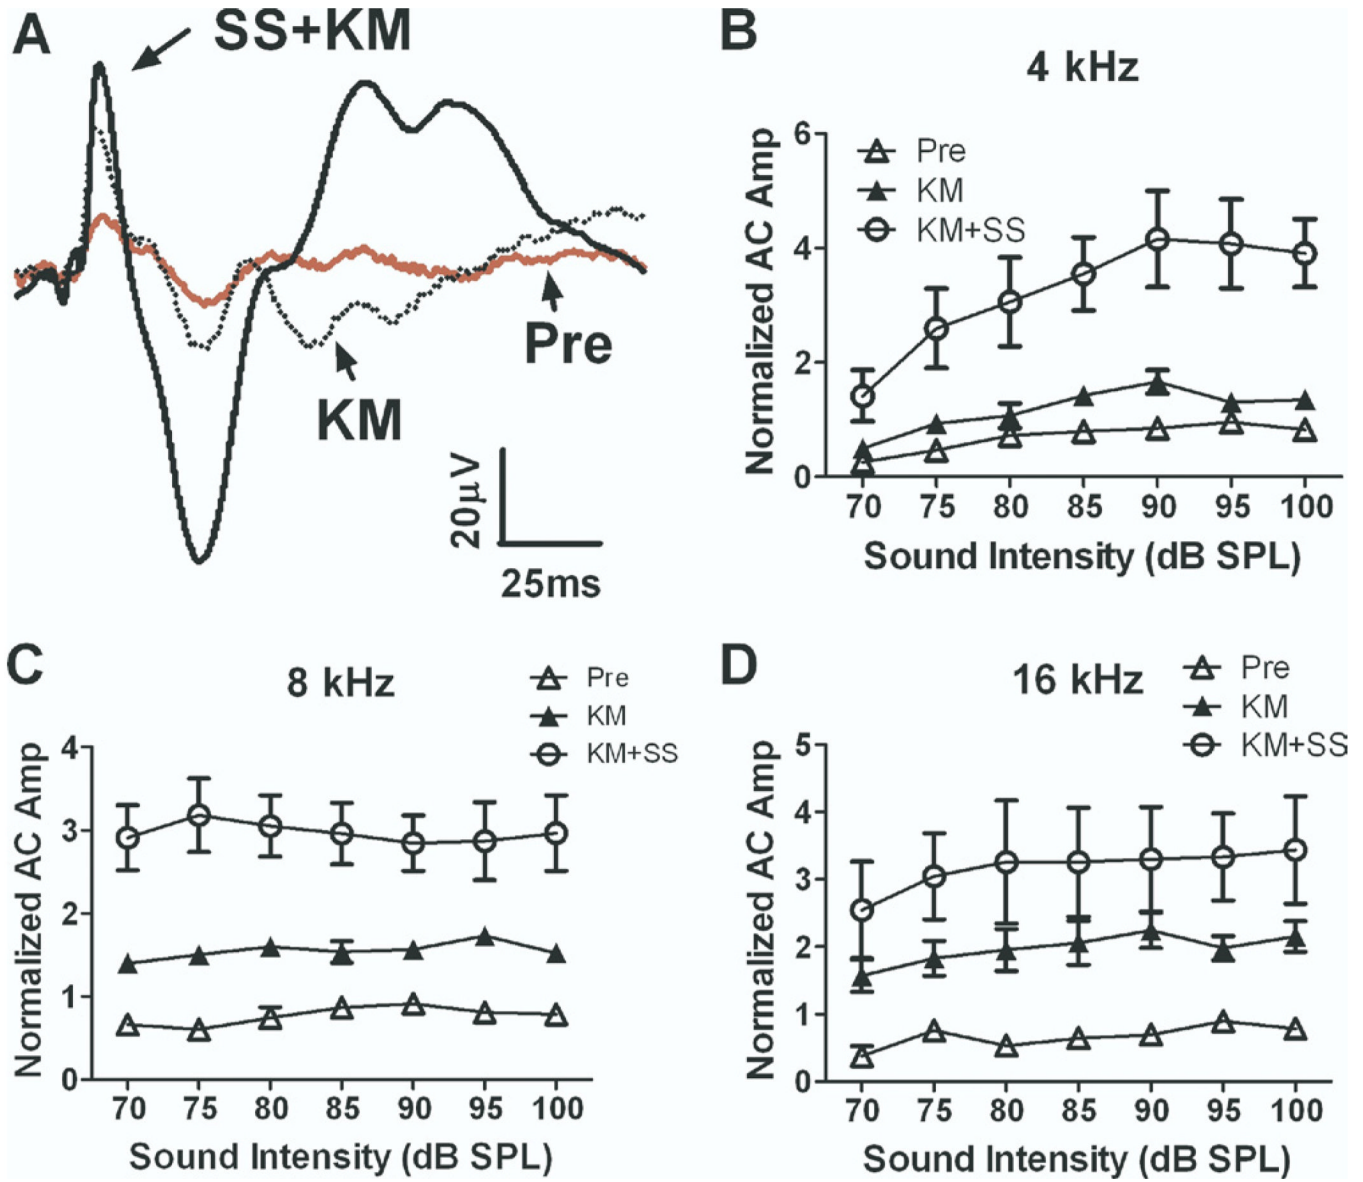 A
SS+KM
Pre
KM
20μV
25ms
B
4 kHz
Pre
KM
KM+SS
Normalized AC Amp
6
4
2
0
70 75 80 85 90 95 100
Sound Intensity (dB SPL)
C
8 kHz
Pre
KM
KM+SS
Normalized AC Amp
4
3
2
1
0
70 75 80 85 90 95 100
Sound Intensity (dB SPL)
D
16 kHz
Pre
KM
KM+SS
Normalized AC Amp
5
4
3
2
1
0
70 75 80 85 90 95 100
Sound Intensity (dB SPL)